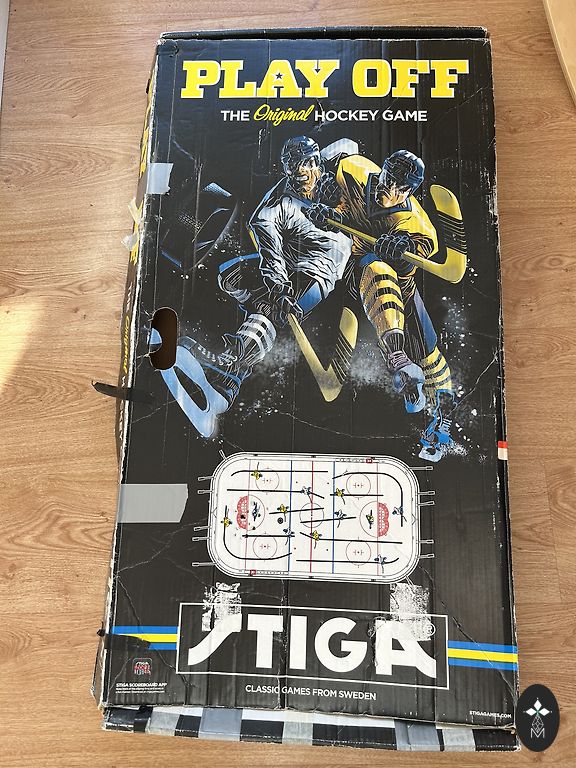 PLAY OFF
THE Original HOCKEY GAME
STIGA®
CLASSIC GAMES FROM SWEDEN
STIGA SCOREBOARD APP
STIGAGAMES.COM
M